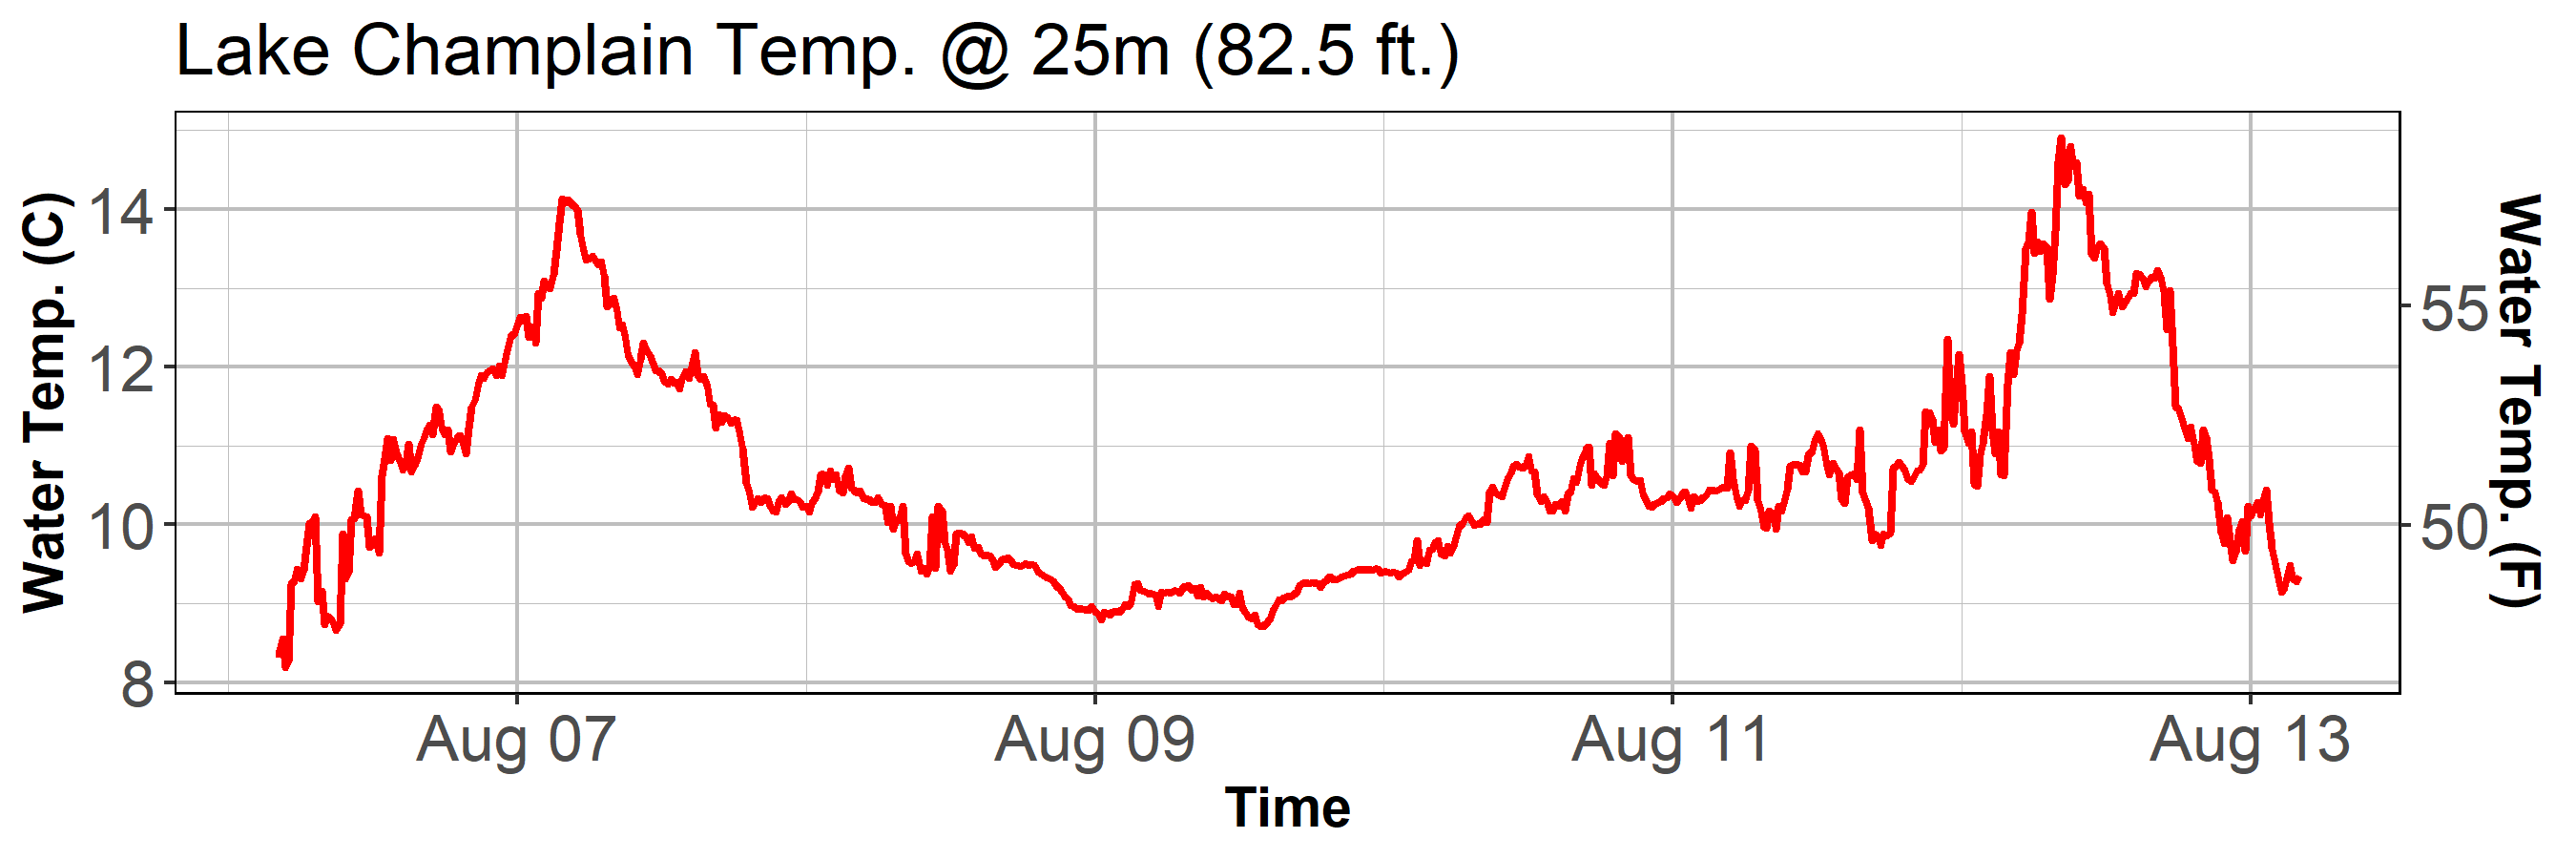 Lake Champlain Temp. @ 25m (82.5 ft.)
Water Temp. (C)
14
12
10
8
55
50
Water Temp. (F)
Aug 07
Aug 09
Aug 11
Aug 13
Time